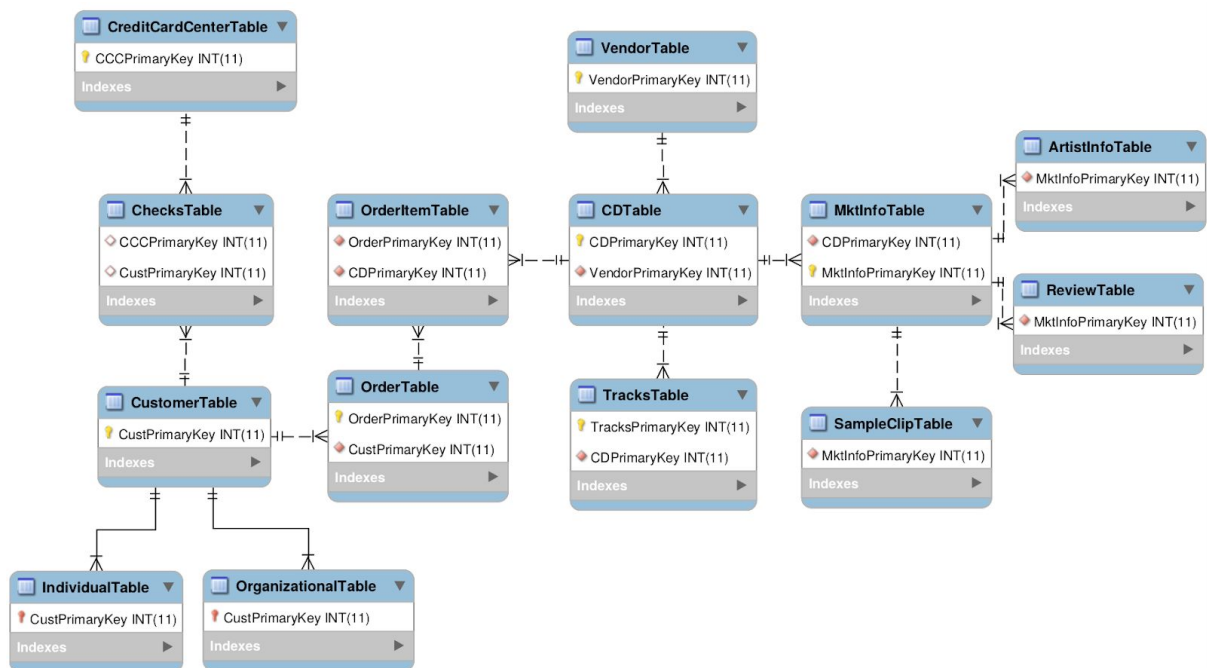 CreditCardCenterTable
CCCPrimaryKey INT(11)
Indexes
VendorTable
VendorPrimaryKey INT(11)
Indexes
ArtistInfoTable
MktInfoPrimaryKey INT(11)
Indexes
ChecksTable
CCCPrimaryKey INT(11)
CustPrimaryKey INT(11)
Indexes
OrderItemTable
OrderPrimaryKey INT(11)
CDPrimaryKey INT(11)
Indexes
CDTable
CDPrimaryKey INT(11)
VendorPrimaryKey INT(11)
Indexes
MktInfoTable
CDPrimaryKey INT(11)
MktInfoPrimaryKey INT(11)
Indexes
ReviewTable
MktInfoPrimaryKey INT(11)
Indexes
CustomerTable
CustPrimaryKey INT(11)
Indexes
OrderTable
OrderPrimaryKey INT(11)
CustPrimaryKey INT(11)
Indexes
TracksTable
TracksPrimaryKey INT(11)
CDPrimaryKey INT(11)
Indexes
SampleClipTable
MktInfoPrimaryKey INT(11)
Indexes
IndividualTable
CustPrimaryKey INT(11)
Indexes
OrganizationalTable
CustPrimaryKey INT(11)
Indexes